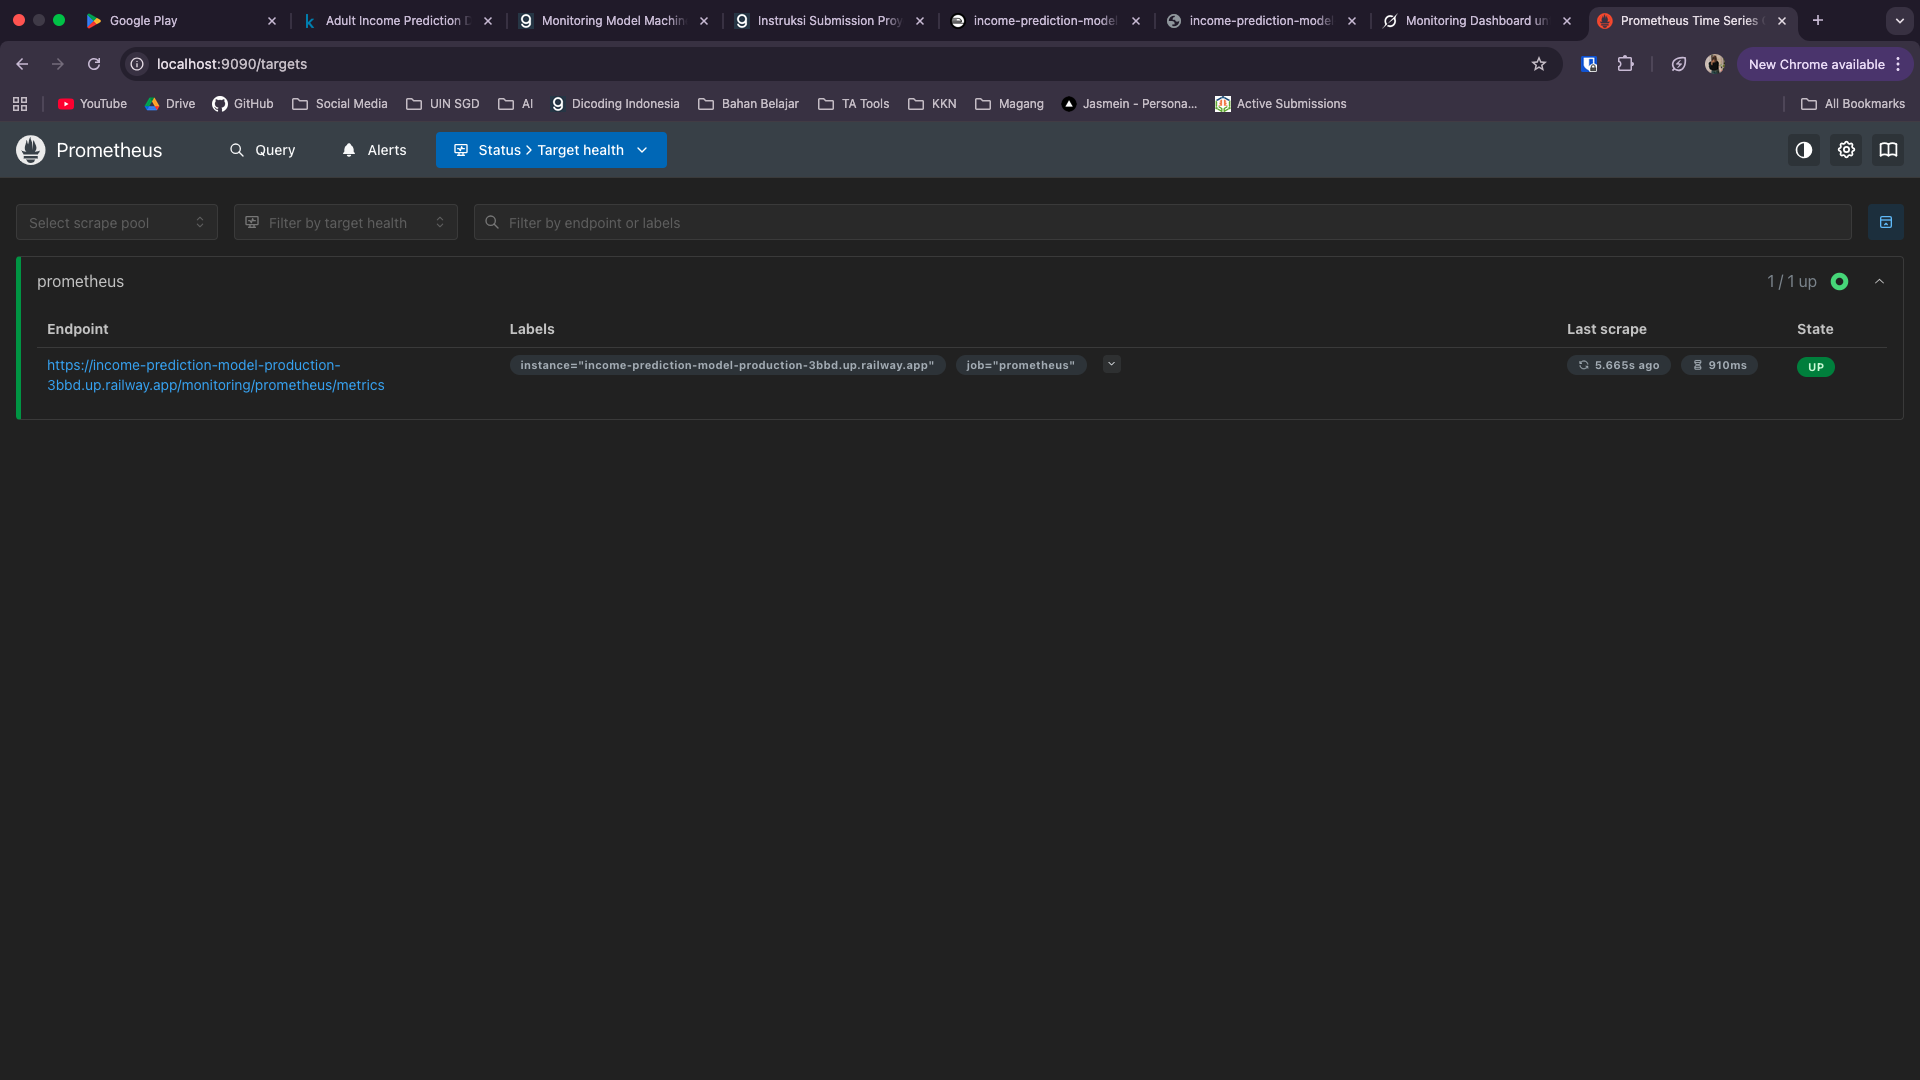 Google Play
Adult Income Prediction D
Monitoring Model Machin
Instruksi Submission Proy
income-prediction-model
income-prediction-model
Monitoring Dashboard un
Prometheus Time Series
localhost:9090/targets
New Chrome available
YouTube
Drive
GitHub
Social Media
UIN SGD
AI
Dicoding Indonesia
Bahan Belajar
TA Tools
KKN
Magang
Jasmein - Persona...
Active Submissions
All Bookmarks
Prometheus
Query
Alerts
Status > Target health
Select scrape pool
Filter by target health
Filter by endpoint or labels
prometheus
1 / 1 up
Endpoint
Labels
Last scrape
State
https://income-prediction-model-production-
3bbd.up.railway.app/monitoring/prometheus/metrics
instance="income-prediction-model-production-3bbd.up.railway.app"
job="prometheus"
5.665s ago
910ms
UP